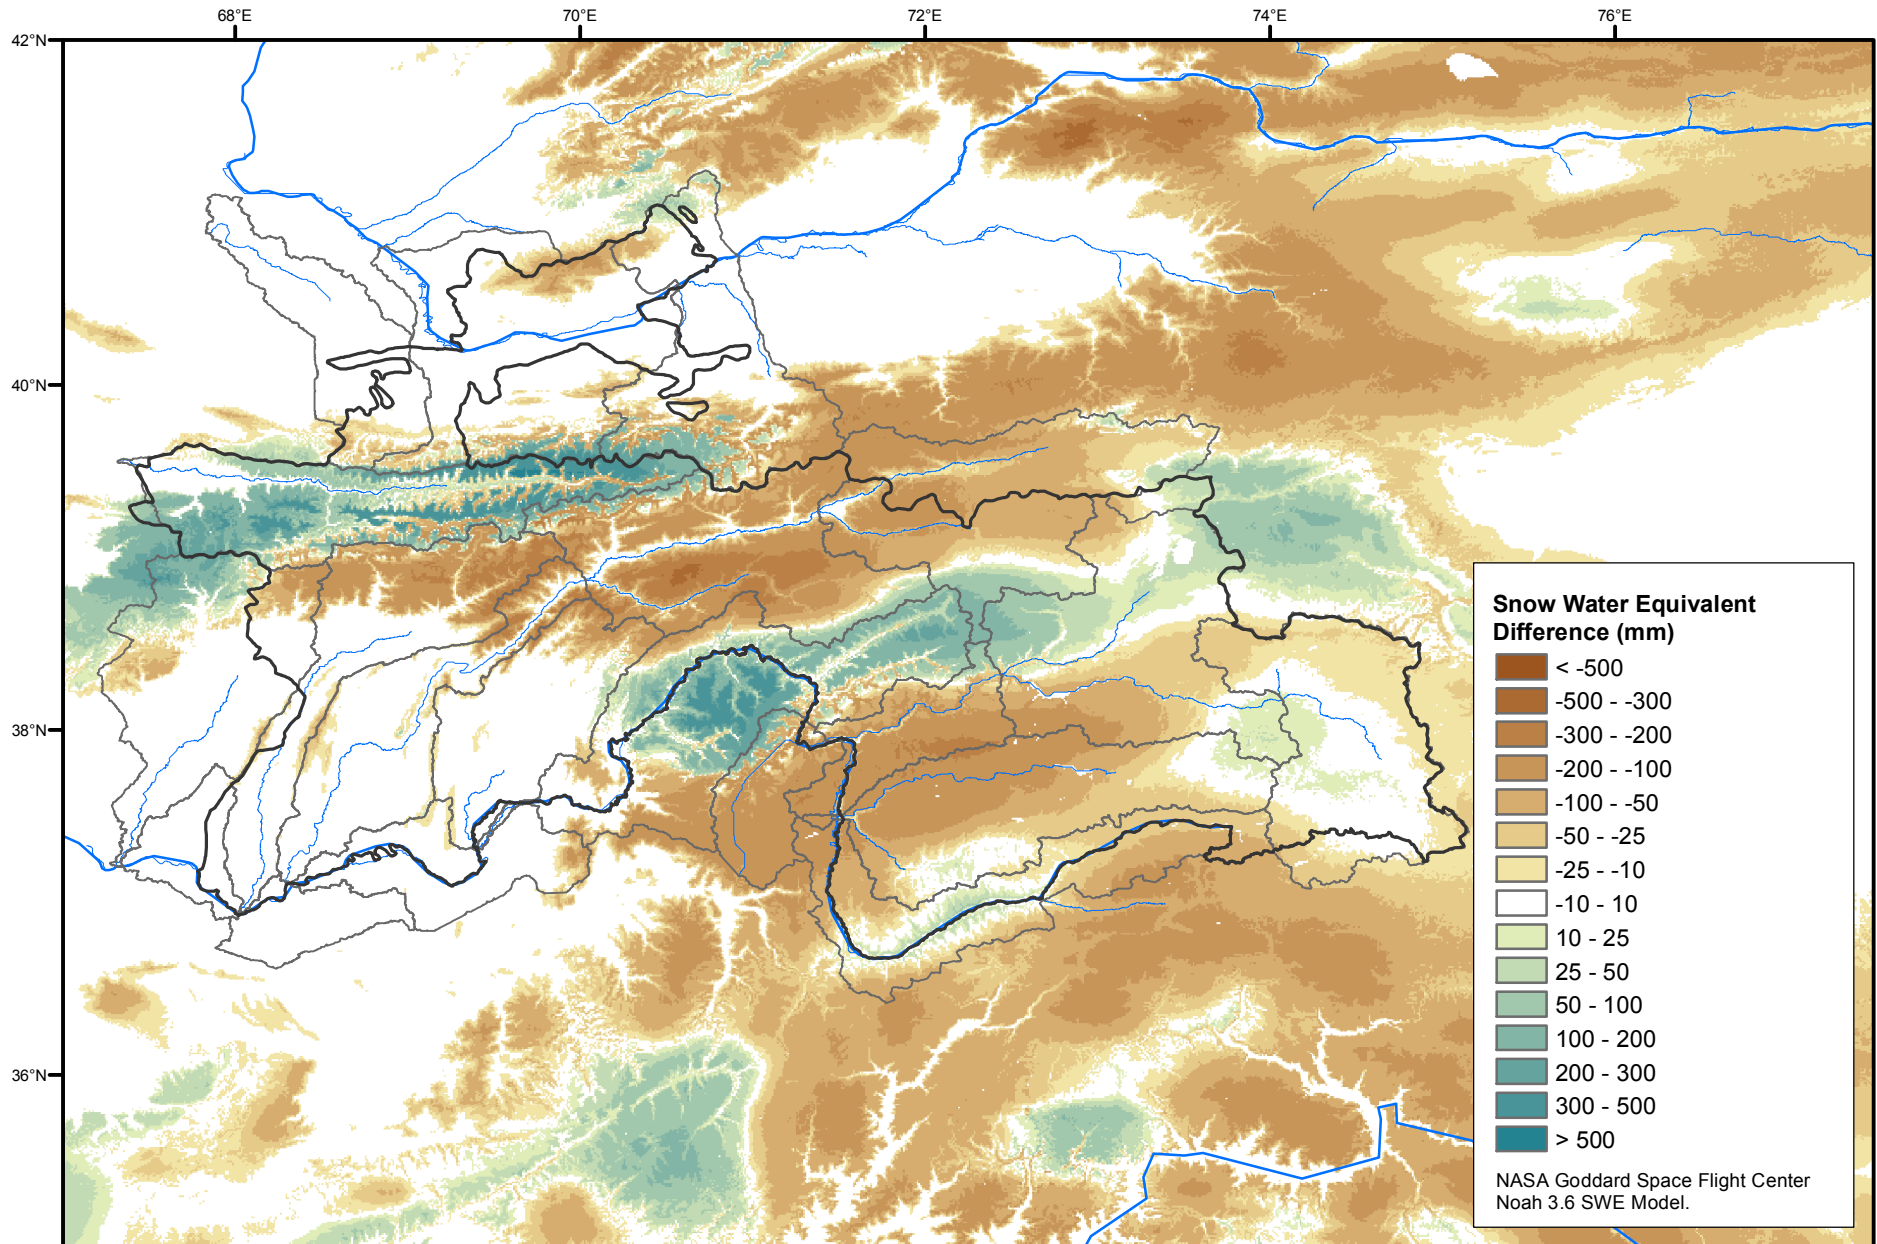 68°E 70°E 72°E 74°E 76°E
42°N
40°N
38°N
36°N
Snow Water Equivalent
Difference (mm)
< -500
-500 - -300
-300 - -200
-200 - -100
-100 - -50
-50 - -25
-25 - -10
-10 - 10
10 - 25
25 - 50
50 - 100
100 - 200
200 - 300
300 - 500
> 500
NASA Goddard Space Flight Center
Noah 3.6 SWE Model.